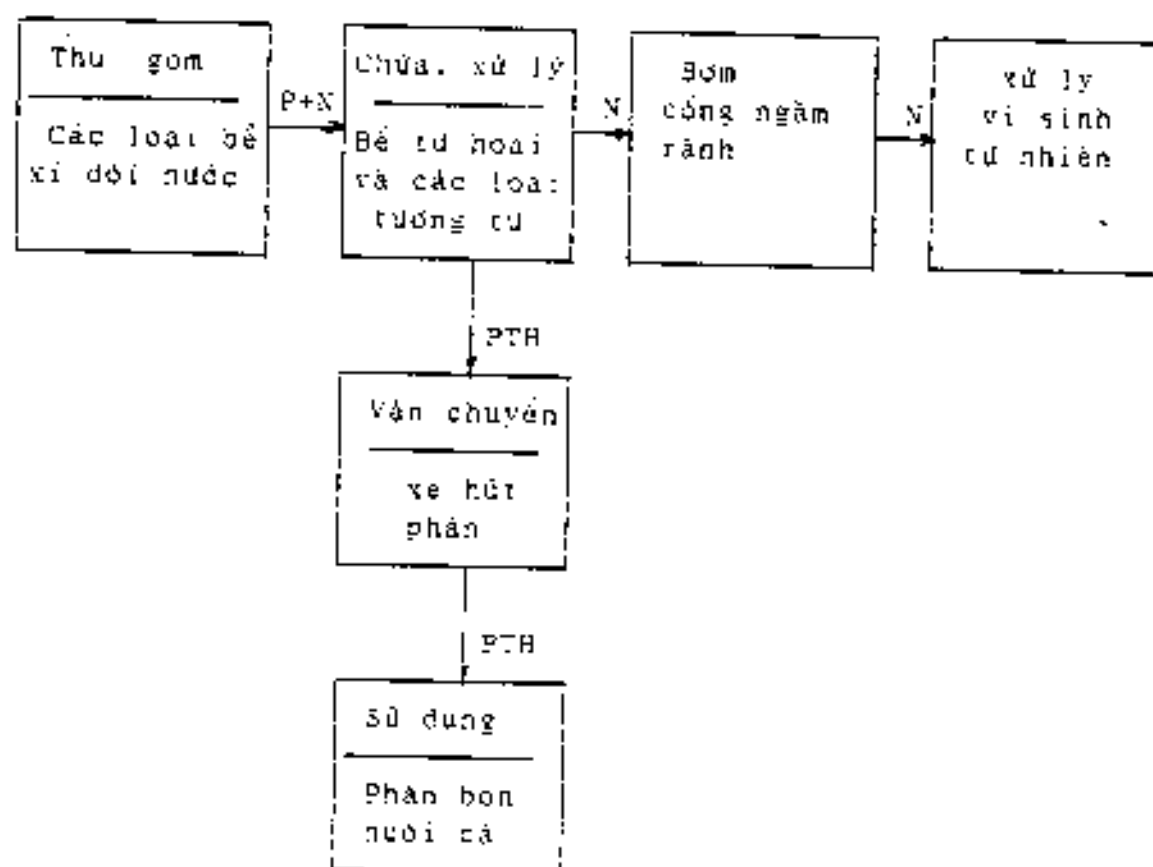 Thu gom
Các loại bể
xí dội nước
P+N
Chứa, xử lý
Bể tự hoại
và các loại
tương tự
N
Bơm
cống ngầm
rãnh
N
xử lý
vi sinh
tự nhiên
PTH
Vận chuyển
xe hút
phân
PTH
Sử dụng
Phân bón
nuôi cá